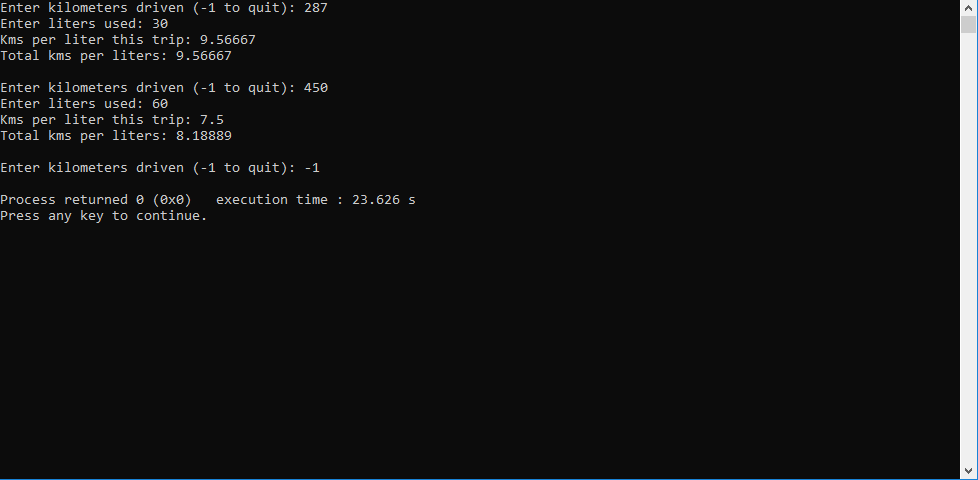 Enter kilometers driven (-1 to quit): 287
Enter liters used: 30
Kms per liter this trip: 9.56667
Total kms per liters: 9.56667
Enter kilometers driven (-1 to quit): 450
Enter liters used: 60
Kms per liter this trip: 7.5
Total kms per liters: 8.18889
Enter kilometers driven (-1 to quit): -1
Process returned 0 (0x0)   execution time : 23.626 s
Press any key to continue.